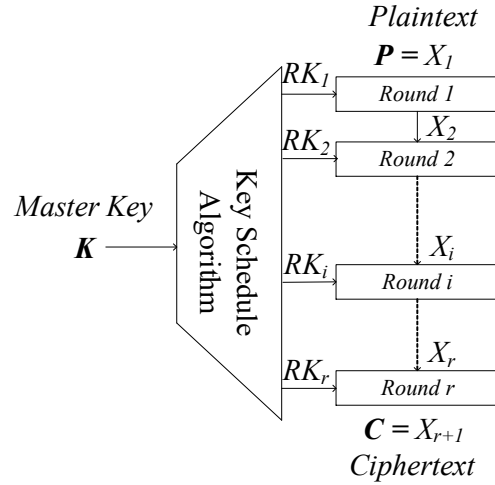 Plaintext
P = X1
RK1
Round 1
X2
RK2
Round 2
Master Key
K
Key Schedule
Algorithm
Xi
RKi
Round i
Xr
RKr
Round r
C = Xr+1
Ciphertext